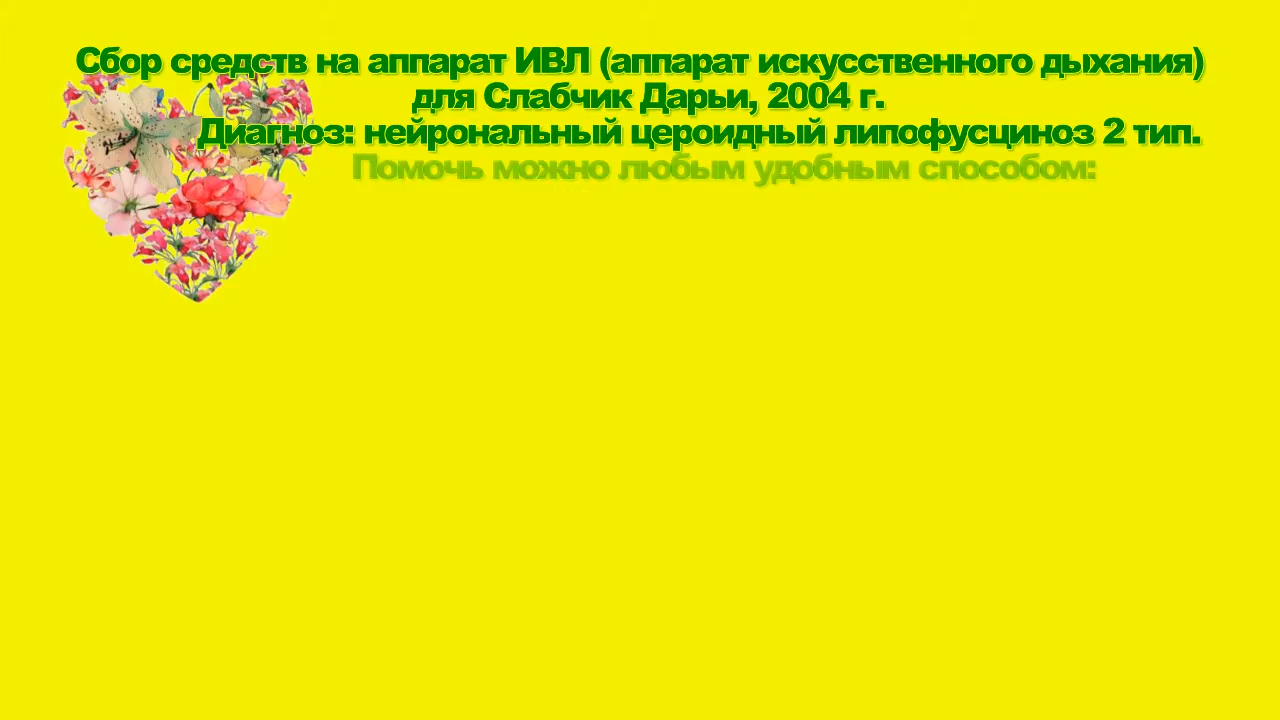 Сбор средств на аппарат ИВЛ (аппарат искусственного дыхания)
для Слабчик Дарьи, 2004 г.
Диагноз: нейрональный цероидный липофусциноз 2 тип.
Помочь можно любым удобным способом: